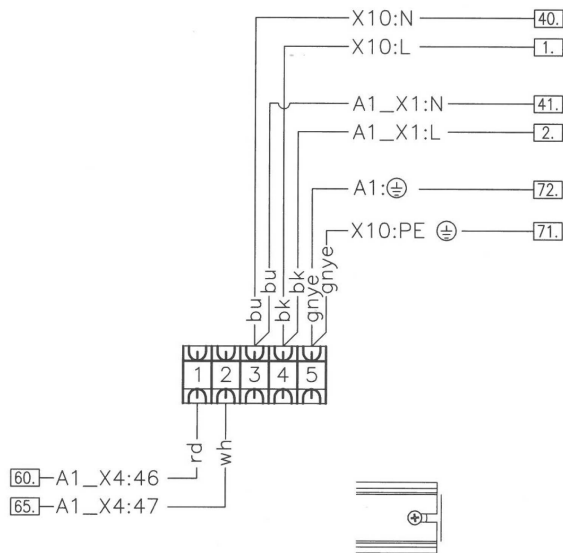 X10:N 40.
X10:L 1.
A1_X1:N 41.
A1_X1:L 2.
A1: 72.
X10:PE 71.
bu bu bk bk gnye gnye
1 2 3 4 5
rd wh
60. A1_X4:46
65. A1_X4:47